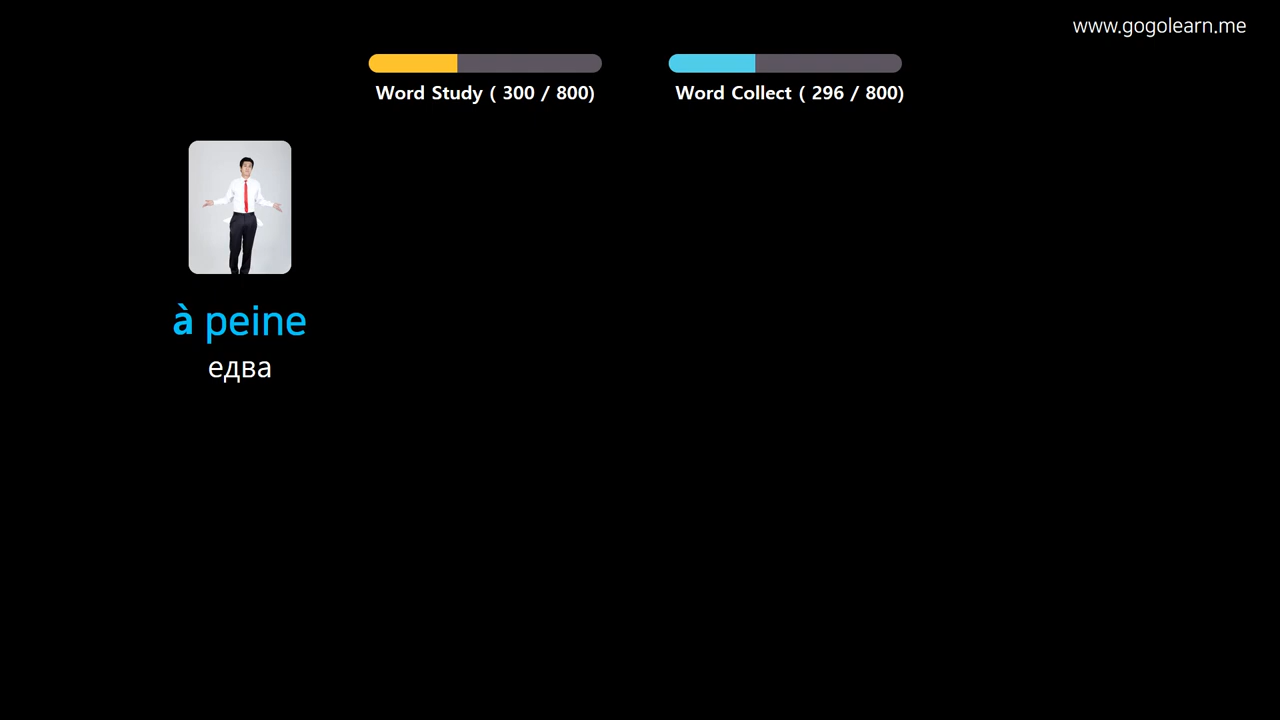 www.gogolearn.me
Word Study ( 300 / 800)
Word Collect ( 296 / 800)
à peine
едва